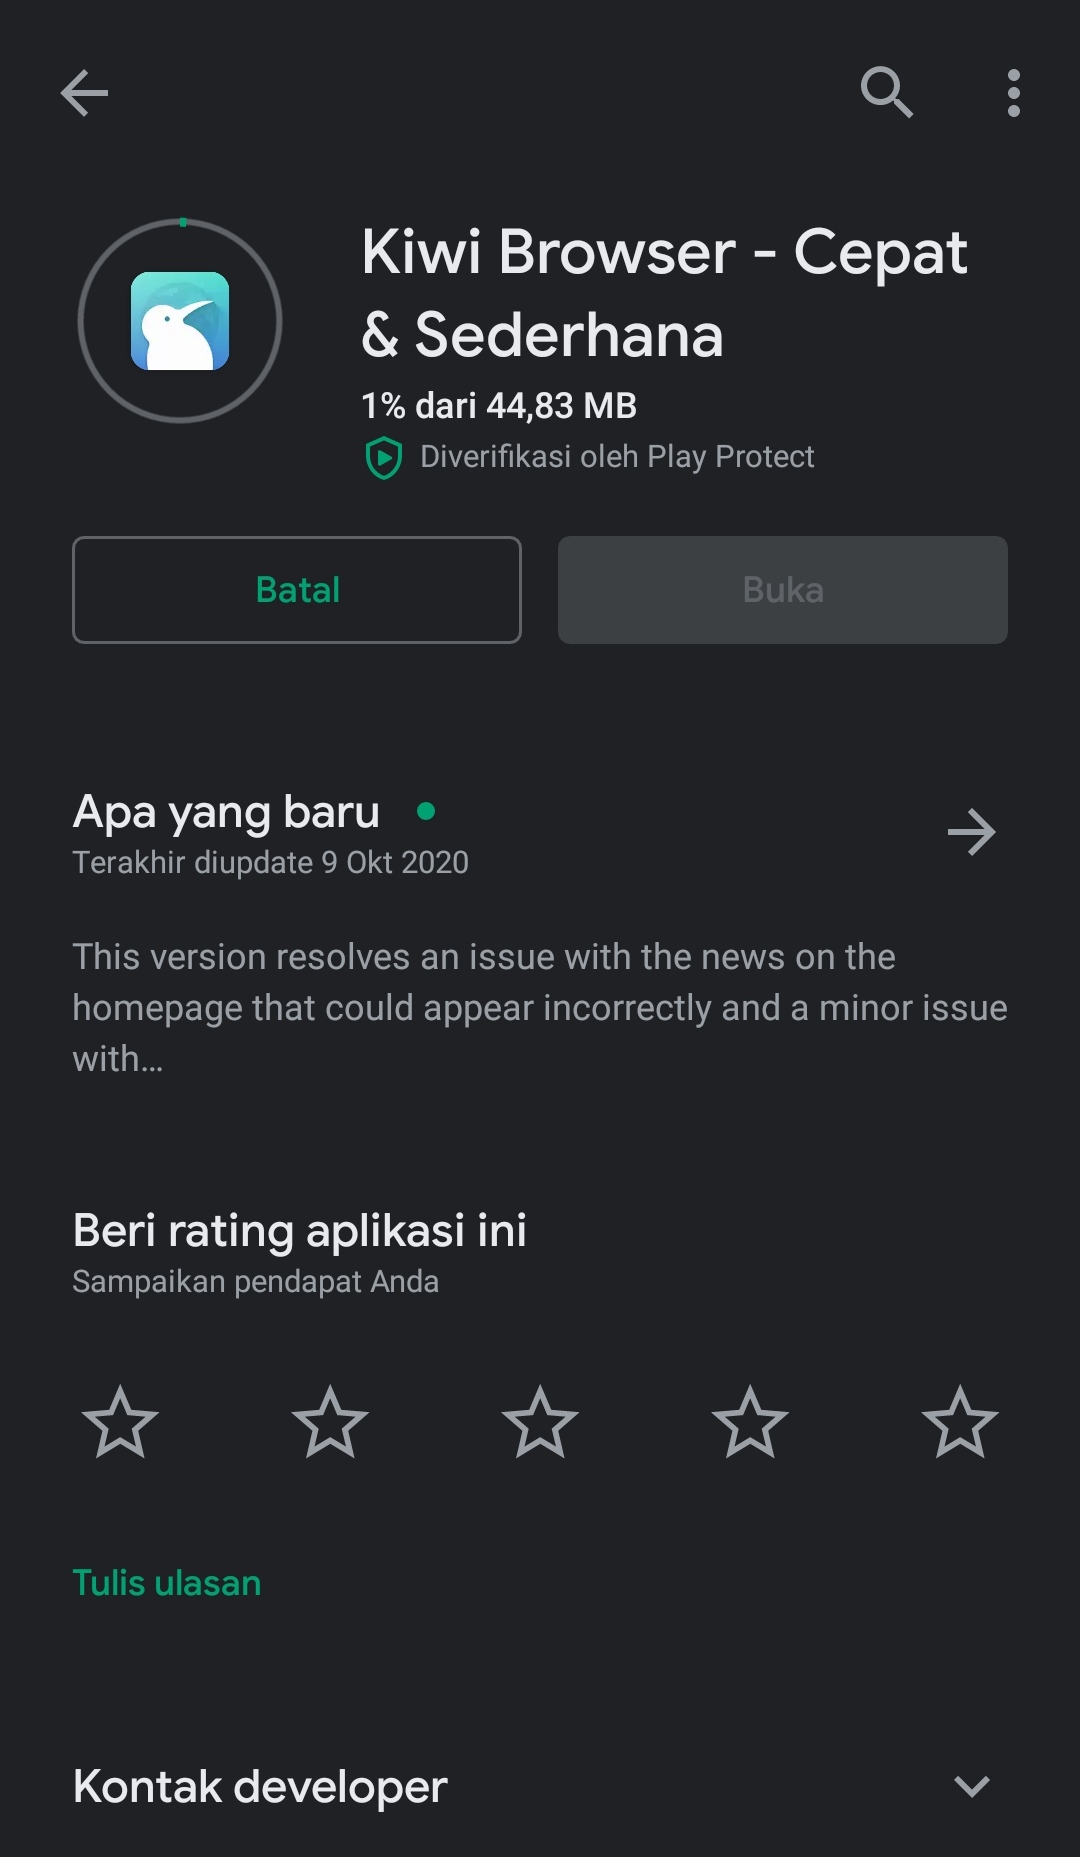 Kiwi Browser - Cepat
& Sederhana
1% dari 44,83 MB
Diverifikasi oleh Play Protect
Batal
Buka
Apa yang baru
Terakhir diupdate 9 Okt 2020
This version resolves an issue with the news on the
homepage that could appear incorrectly and a minor issue
with…
Beri rating aplikasi ini
Sampaikan pendapat Anda
Tulis ulasan
Kontak developer